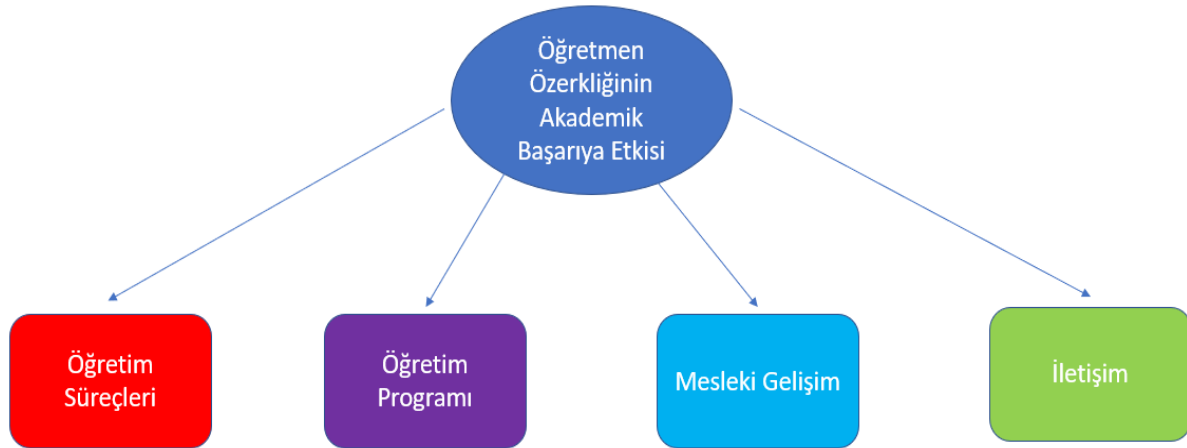 Öğretmen
Özerkliğinin
Akademik
Başarıya Etkisi
Öğretim
Süreçleri
Öğretim
Programı
Mesleki Gelişim
İletişim